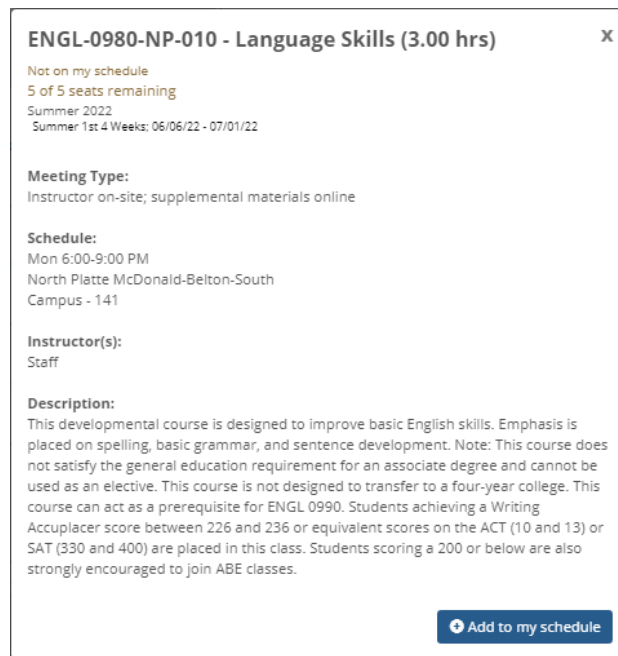 ENGL-0980-NP-010 - Language Skills (3.00 hrs)
x
Not on my schedule
5 of 5 seats remaining
Summer 2022
Summer 1st 4 Weeks; 06/06/22 - 07/01/22
Meeting Type:
Instructor on-site; supplemental materials online
Schedule:
Mon 6:00-9:00 PM
North Platte McDonald-Belton-South
Campus - 141
Instructor(s):
Staff
Description:
This developmental course is designed to improve basic English skills. Emphasis is
placed on spelling, basic grammar, and sentence development. Note: This course does
not satisfy the general education requirement for an associate degree and cannot be
used as an elective. This course is not designed to transfer to a four-year college. This
course can act as a prerequisite for ENGL 0990. Students achieving a Writing
Accuplacer score between 226 and 236 or equivalent scores on the ACT (10 and 13) or
SAT (330 and 400) are placed in this class. Students scoring a 200 or below are also
strongly encouraged to join ABE classes.
Add to my schedule